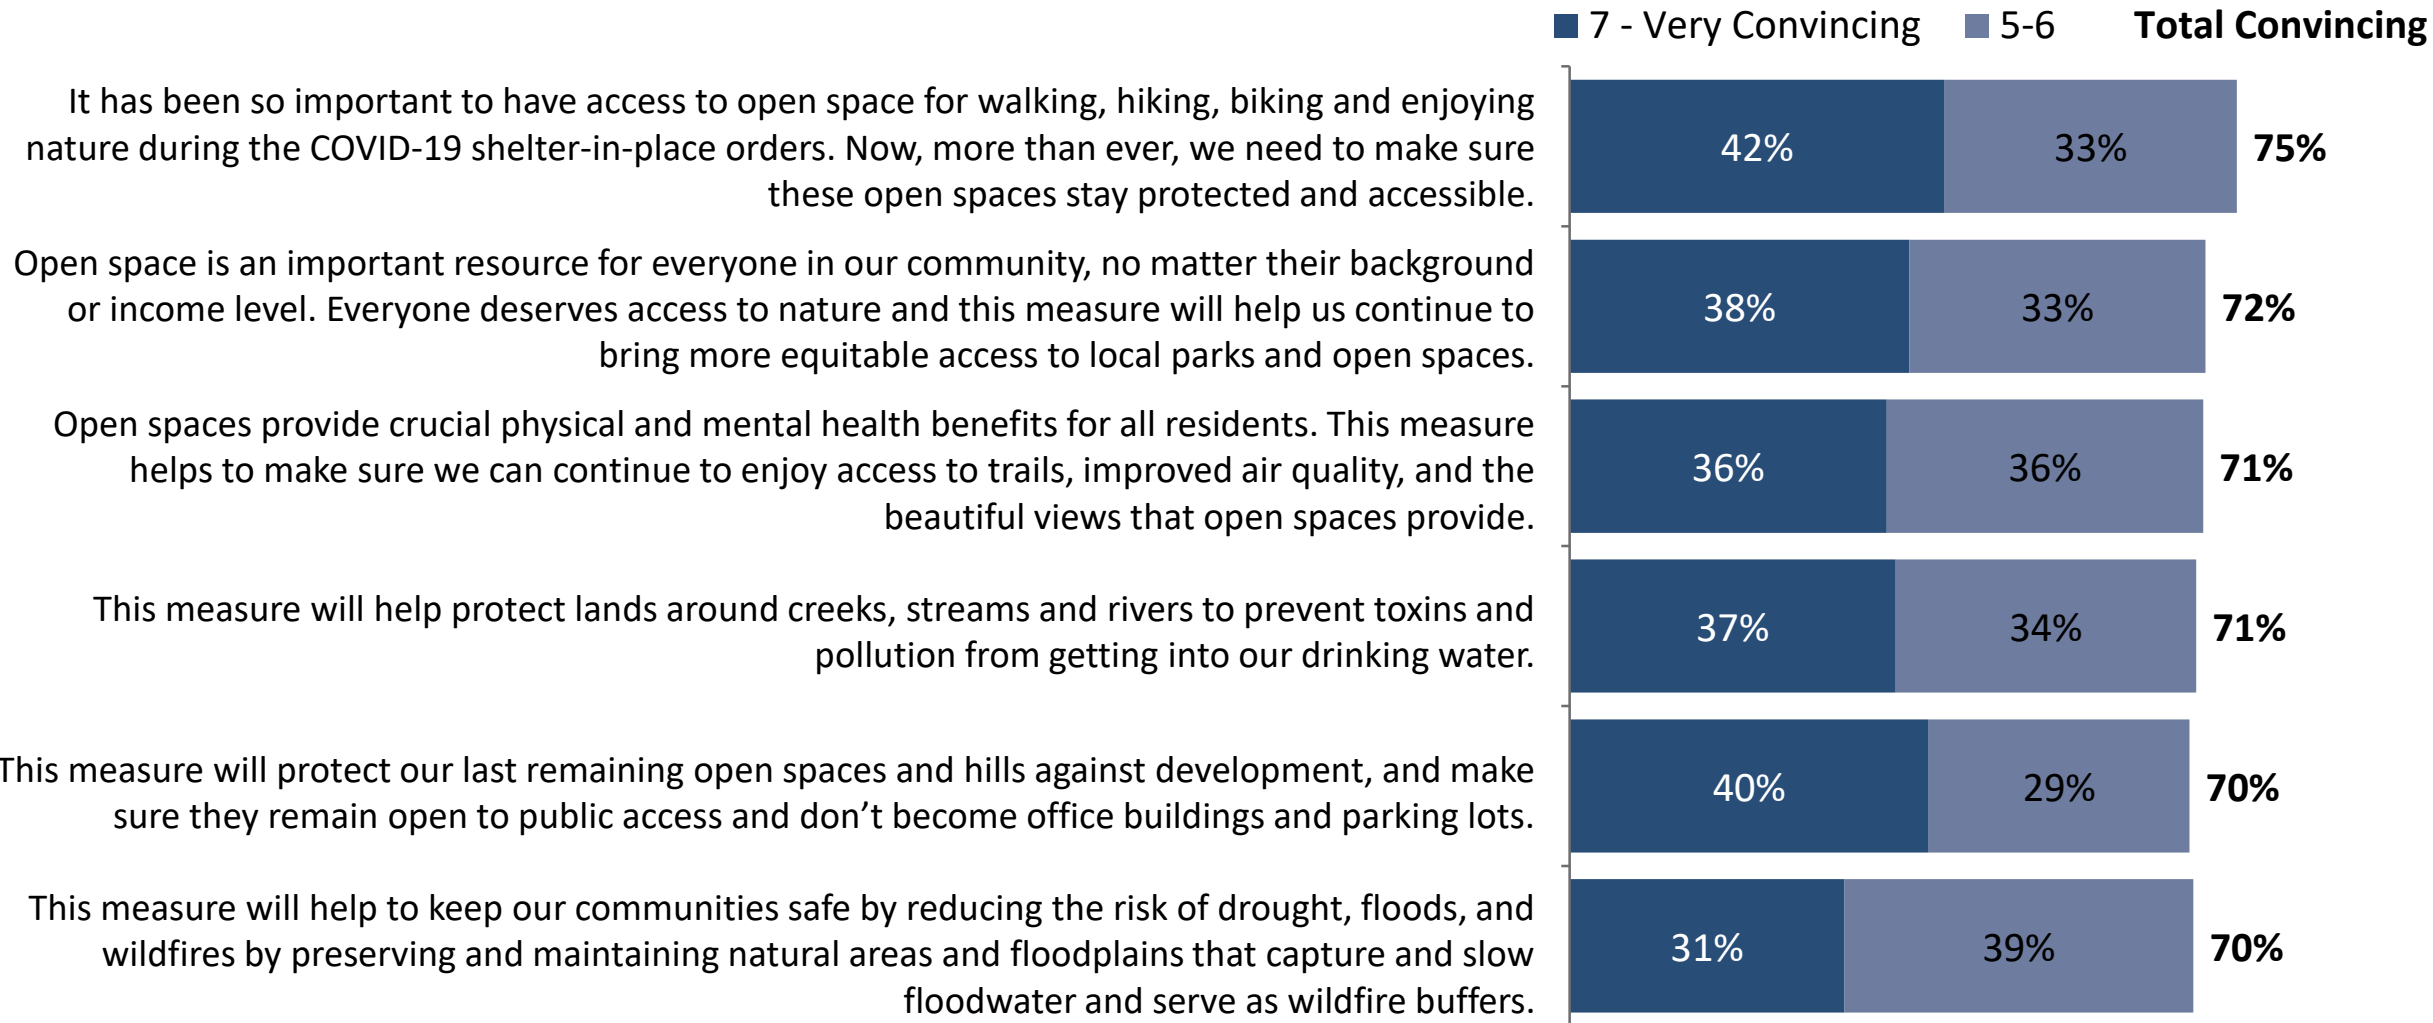 7 - Very Convincing 5-6 Total Convincing
It has been so important to have access to open space for walking, hiking, biking and enjoying
nature during the COVID-19 shelter-in-place orders. Now, more than ever, we need to make sure
these open spaces stay protected and accessible.
42% 33% 75%
Open space is an important resource for everyone in our community, no matter their background
or income level. Everyone deserves access to nature and this measure will help us continue to
bring more equitable access to local parks and open spaces.
38% 33% 72%
Open spaces provide crucial physical and mental health benefits for all residents. This measure
helps to make sure we can continue to enjoy access to trails, improved air quality, and the
beautiful views that open spaces provide.
36% 36% 71%
This measure will help protect lands around creeks, streams and rivers to prevent toxins and
pollution from getting into our drinking water.
37% 34% 71%
This measure will protect our last remaining open spaces and hills against development, and make
sure they remain open to public access and don’t become office buildings and parking lots.
40% 29% 70%
This measure will help to keep our communities safe by reducing the risk of drought, floods, and
wildfires by preserving and maintaining natural areas and floodplains that capture and slow
floodwater and serve as wildfire buffers.
31% 39% 70%